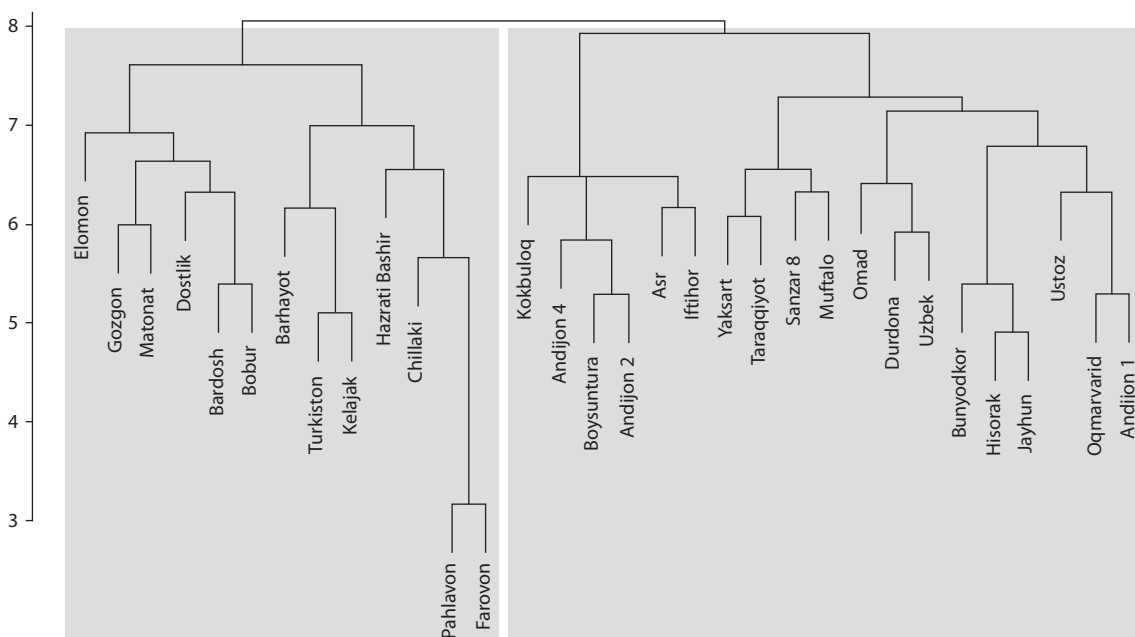 8
7
6
5
4
3
Elomon
Gozgon
Matonat
Dostlik
Bardosh
Bobur
Barhayot
Turkiston
Kelajak
Hazrati Bashir
Chillaki
Pahlavon
Farovon
Kokbuloq
Andijon 4
Boysuntura
Andijon 2
Asr
Iftihor
Yaksart
Taraqqiyot
Sanzar 8
Muftalo
Omad
Durdona
Uzbek
Bunyodkor
Hisorak
Jayhun
Ustoz
Oqmarvarid
Andijon 1